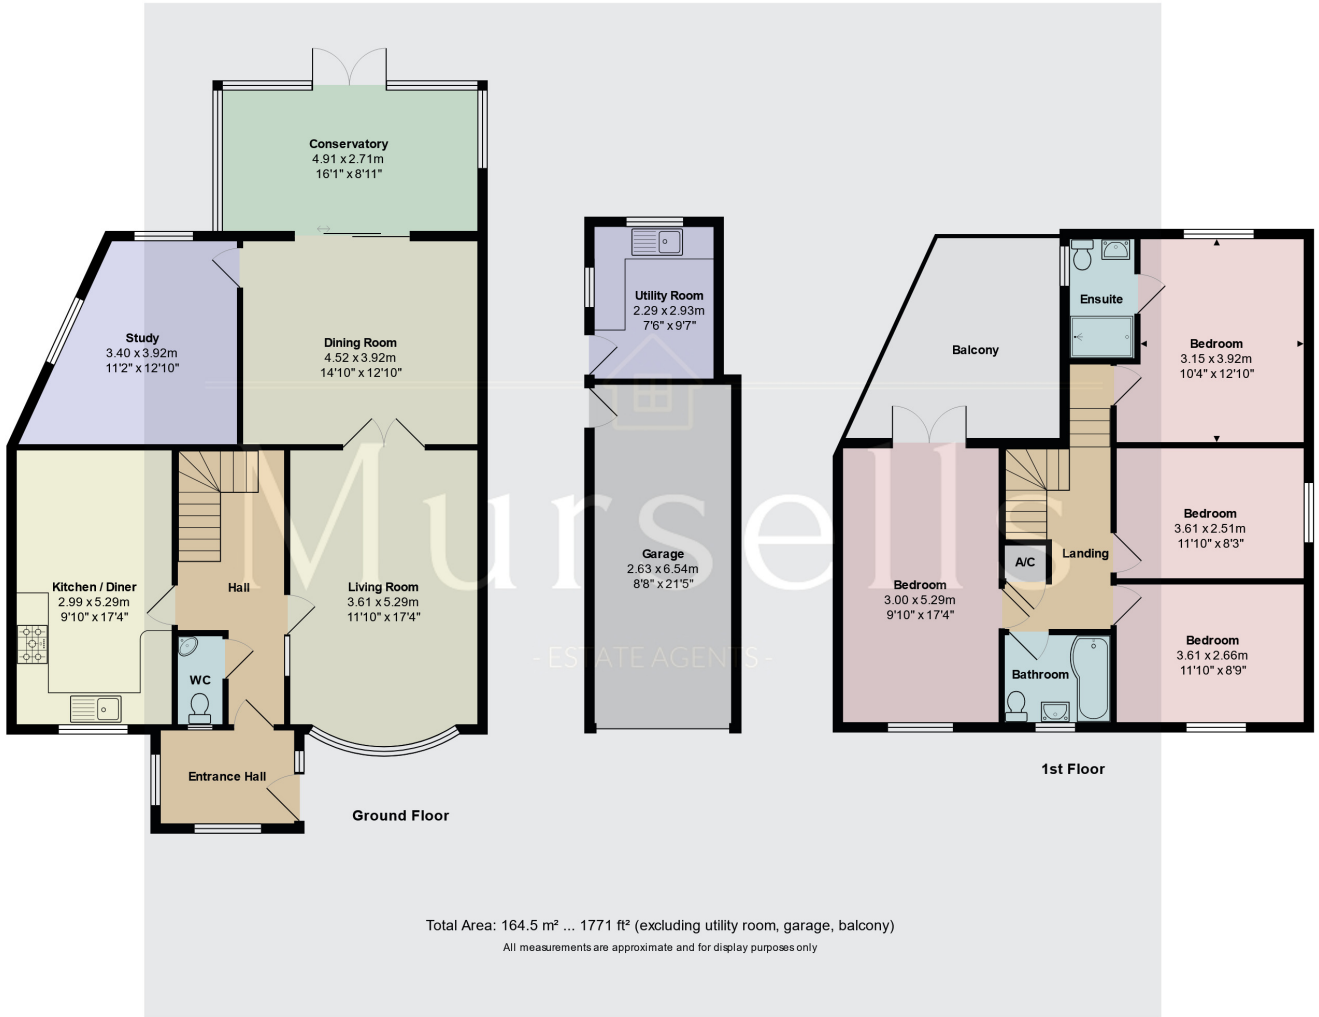 Conservatory
4.91 x 2.71m
16'1" x 8'11"
Study
3.40 x 3.92m
11'2" x 12'10"
Dining Room
4.52 x 3.92m
14'10" x 12'10"
Kitchen / Diner
2.99 x 5.29m
9'10" x 17'4"
Hall
Living Room
3.61 x 5.29m
11'10" x 17'4"
WC
Entrance Hall
Ground Floor
Utility Room
2.29 x 2.93m
7'6" x 9'7"
Garage
2.63 x 6.54m
8'8" x 21'5"
Mursells
- ESTATE AGENTS -
Balcony
Ensuite
Bedroom
3.15 x 3.92m
10'4" x 12'10"
Bedroom
3.61 x 2.51m
11'10" x 8'3"
Landing
A/C
Bedroom
3.00 x 5.29m
9'10" x 17'4"
Bedroom
3.61 x 2.66m
11'10" x 8'9"
Bathroom
1st Floor
Total Area: 164.5 m² ... 1771 ft² (excluding utility room, garage, balcony)
All measurements are approximate and for display purposes only